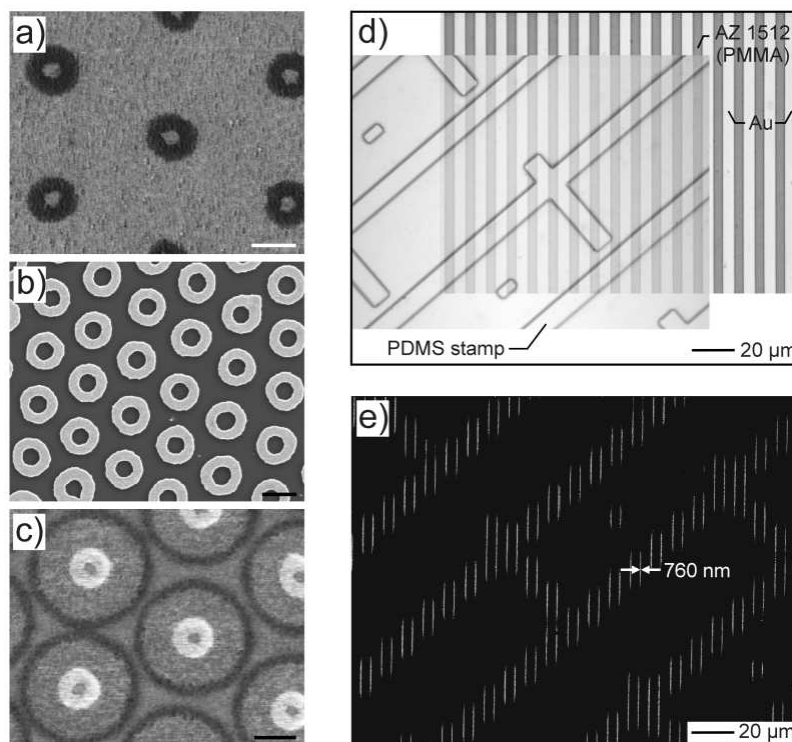 a)
b)
c)
d)
AZ 1512
(PMMA)
Au
PDMS stamp
20 µm
e)
760 nm
20 µm